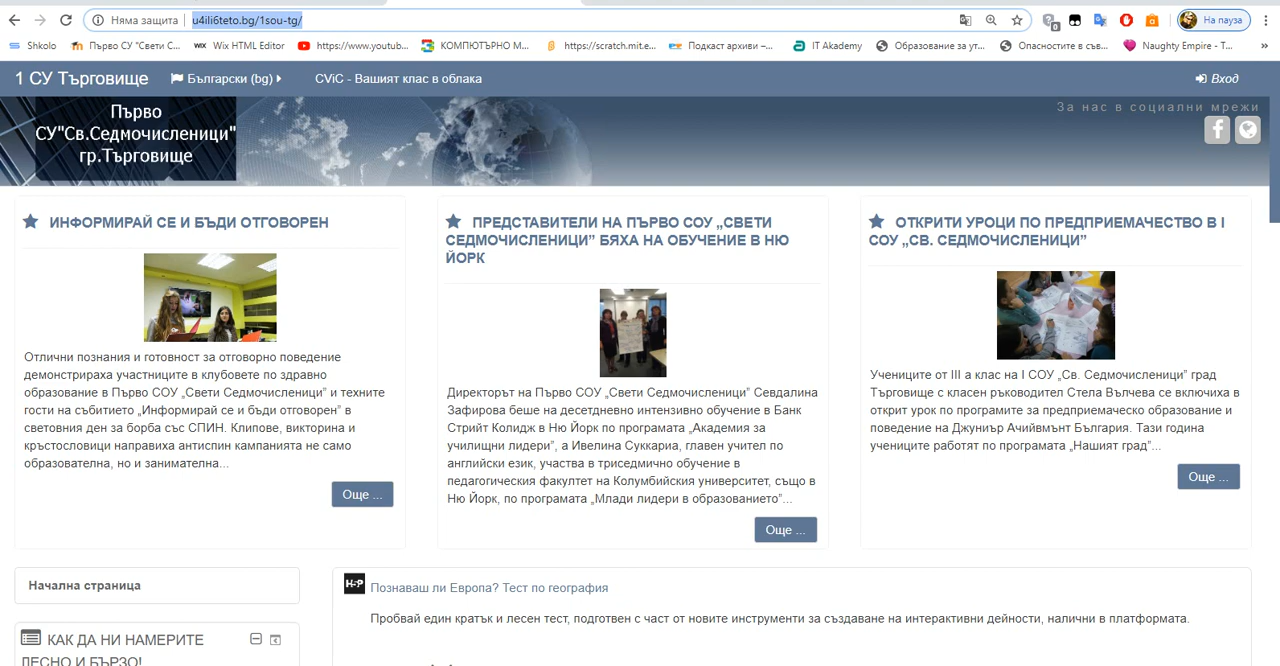 Няма защита
u4ili6teto.bg/1sou-tg/
0
На пауза
Shkolo
Първо СУ "Свети С...
WIX Wix HTML Editor
https://www.youtub...
КОМПЮТЪРНО М...
https://scratch.mit.e...
Подкаст архиви –...
IT Akademy
Образование за ут...
Опасностите в съв...
Naughty Empire - T...
»
1 СУ Търговище
Български (bg)
CViC - Вашият клас в облака
Вход
Първо
СУ"Св.Седмочисленици"
гр.Търговище
За нас в социални мрежи
ИНФОРМИРАЙ СЕ И БЪДИ ОТГОВОРЕН
Отлични познания и готовност за отговорно поведение
демонстрираха участниците в клубовете по здравно
образование в Първо СОУ „Свети Седмочисленици” и техните
гости на събитието „Информирай се и бъди отговорен” в
световния ден за борба със СПИН. Клипове, викторина и
кръстословици направиха антиспин кампанията не само
образователна, но и занимателна...
Още ...
ПРЕДСТАВИТЕЛИ НА ПЪРВО СОУ „СВЕТИ
СЕДМОЧИСЛЕНИЦИ” БЯХА НА ОБУЧЕНИЕ В НЮ
ЙОРК
Директорът на Първо СОУ „Свети Седмочисленици” Севдалина
Зафирова беше на десетдневно интензивно обучение в Банк
Стрийт Колидж в Ню Йорк по програмата „Академия за
училищни лидери”, а Ивелина Суккариа, главен учител по
английски език, участва в триседмично обучение в
педагогическия факултет на Колумбийския университет, също в
Ню Йорк, по програмата „Млади лидери в образованието”...
Още ...
ОТКРИТИ УРОЦИ ПО ПРЕДПРИЕМАЧЕСТВО В I
СОУ „СВ. СЕДМОЧИСЛЕНИЦИ”
Учениците от III а клас на I СОУ „Св. Седмочисленици” град
Търговище с класен ръководител Стела Вълчева се включиха в
открит урок по програмите за предприемаческо образование и
поведение на Джуниър Ачийвмънт България. Тази година
учениците работят по програмата „Нашият град”...
Още ...
Начална страница
КАК ДА НИ НАМЕРИТЕ
ЛЕСНО И БЪРЗО!
H-P
Познаваш ли Европа? Тест по география
Пробвай един кратък и лесен тест, подготвен с част от новите инструменти за създаване на интерактивни дейности, налични в платформата.